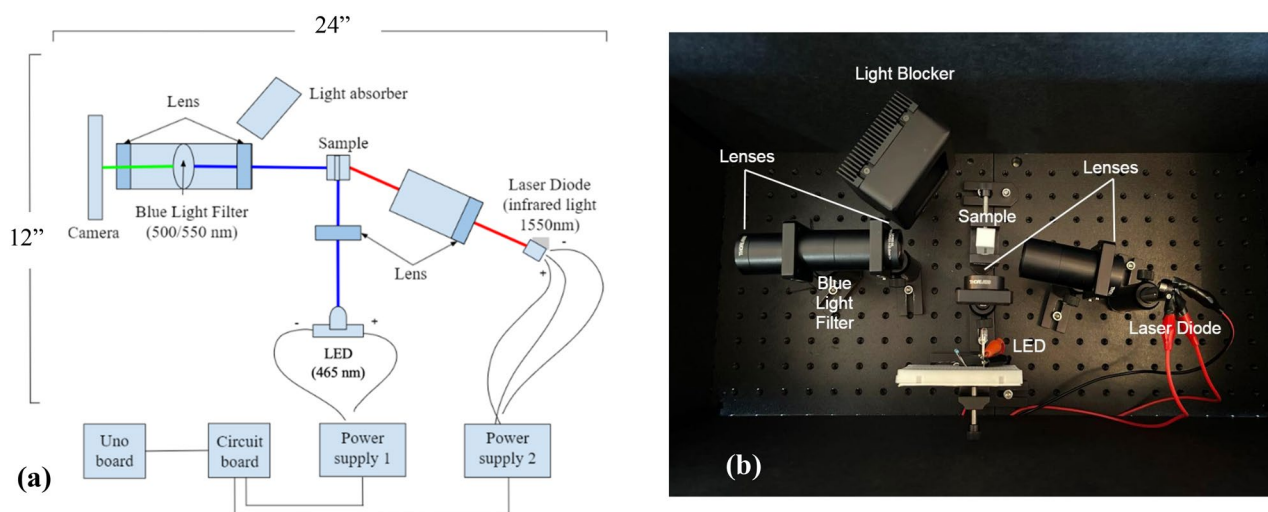 24”
12”
Lens
Light absorber
Sample
Laser Diode
(infrared light
1550nm)
-
+
Blue Light Filter
(500/550 nm)
Camera
Lens
-
+
LED
(465 nm)
Uno
board
Circuit
board
Power
supply 1
Power
supply 2
(a)
Light Blocker
Lenses
Lenses
Sample
Blue
Light
Filter
Laser Diode
LED
(b)